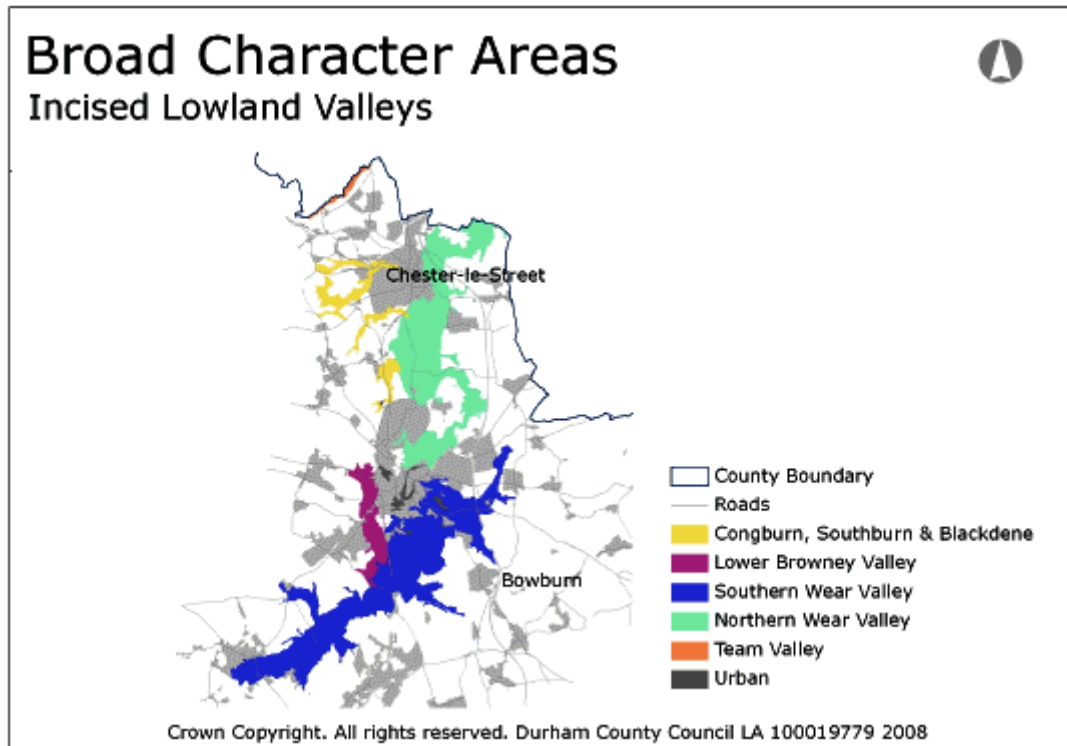 Broad Character Areas
Incised Lowland Valleys
Chester-le-Street
Bowburn
County Boundary
Roads
Congburn, Southburn & Blackdene
Lower Browney Valley
Southern Wear Valley
Northern Wear Valley
Team Valley
Urban
Crown Copyright. All rights reserved. Durham County Council LA 100019779 2008